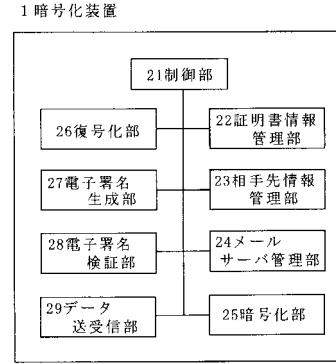 1暗号化装置
21制御部
26復号化部
22証明書情報
管理部
27電子署名
生成部
23相手先情報
管理部
28電子署名
検証部
24メール
サーバ管理部
29データ
送受信部
25暗号化部